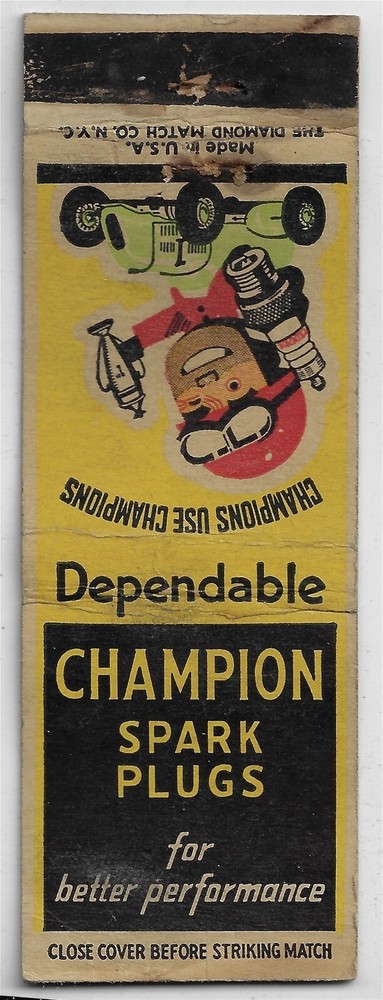 Made in U.S.A.
THE DIAMOND MATCH CO. N.Y.C.
1
CHAMPIONS USE CHAMPIONS
Dependable
CHAMPION
SPARK
PLUGS
for
better performance
CLOSE COVER BEFORE STRIKING MATCH